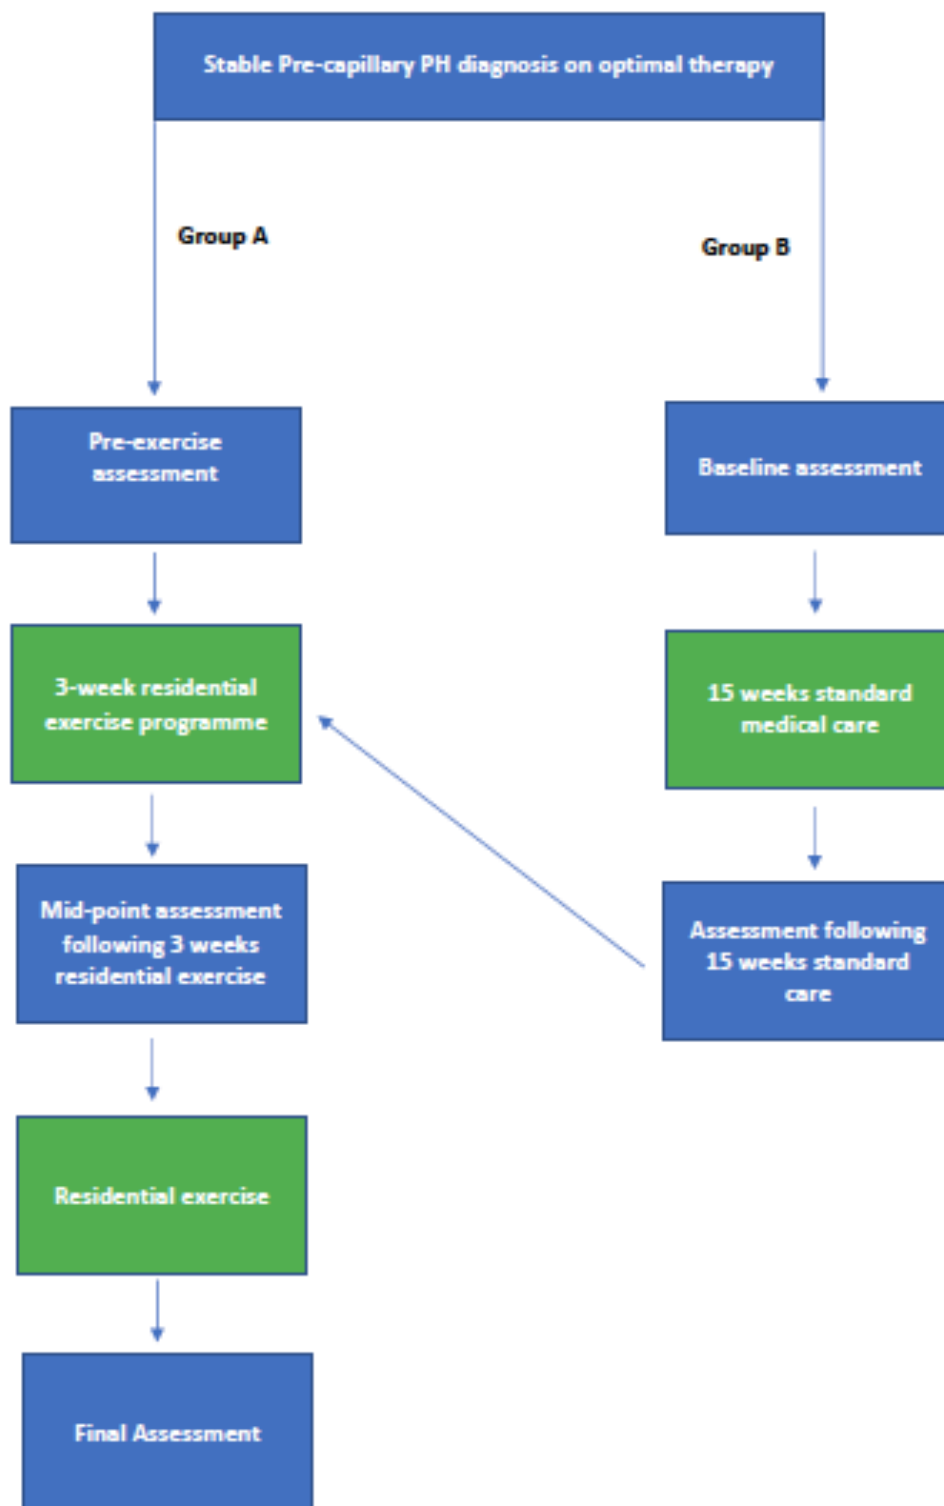 Stable Pre-capillary PH diagnosis on optimal therapy
Group A
Group B
Pre-exercise
assessment
Baseline assessment
3-week residential
exercise programme
15 weeks standard
medical care
Mid-point assessment
following 3 weeks
residential exercise
Assessment following
15 weeks standard
care
Residential exercise
Final Assessment